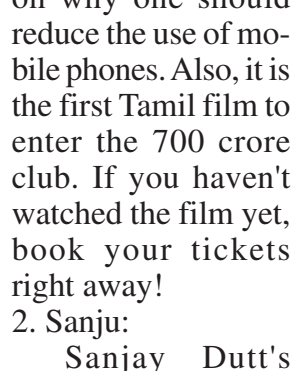 on why one should
reduce the use of mo-
bile phones. Also, it is
the first Tamil film to
enter the 700 crore
club. If you haven't
watched the film yet,
book your tickets
right away!
2. Sanju:
Sanjay Dutt's